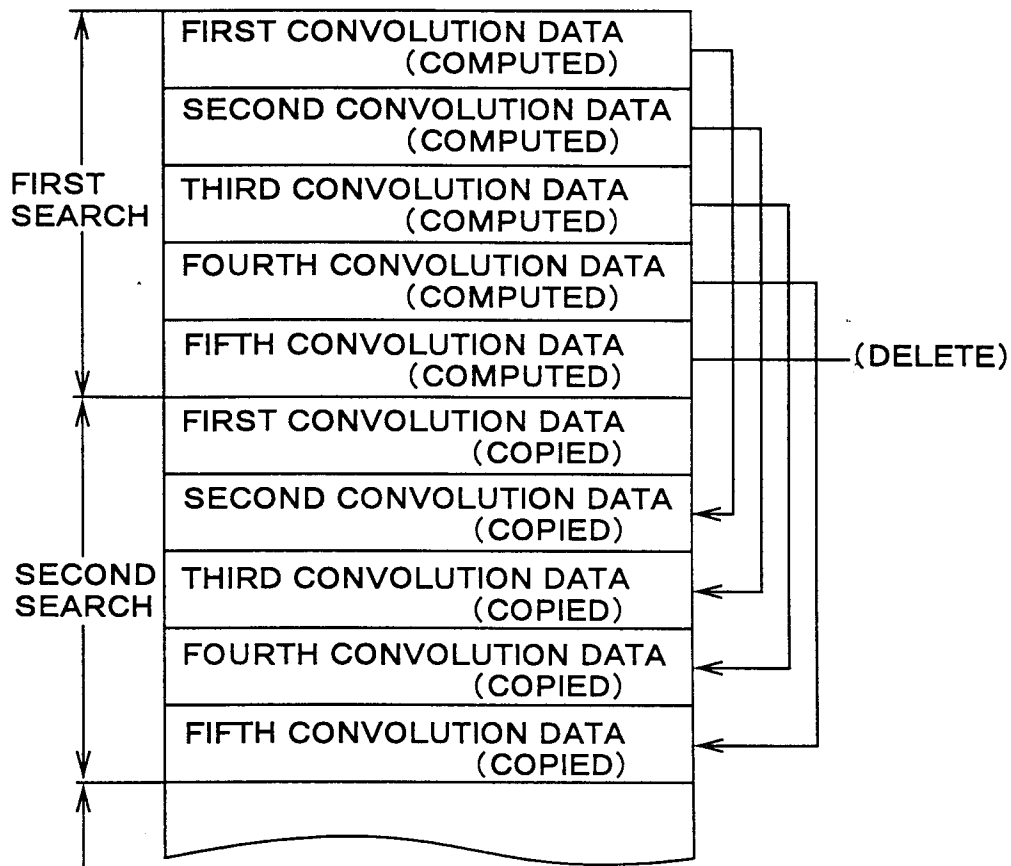 FIRST CONVOLUTION DATA
(COMPUTED)
SECOND CONVOLUTION DATA
(COMPUTED)
FIRST
SEARCH
THIRD CONVOLUTION DATA
(COMPUTED)
FOURTH CONVOLUTION DATA
(COMPUTED)
FIFTH CONVOLUTION DATA
(COMPUTED)
(DELETE)
FIRST CONVOLUTION DATA
(COPIED)
SECOND CONVOLUTION DATA
(COPIED)
SECOND
SEARCH
THIRD CONVOLUTION DATA
(COPIED)
FOURTH CONVOLUTION DATA
(COPIED)
FIFTH CONVOLUTION DATA
(COPIED)